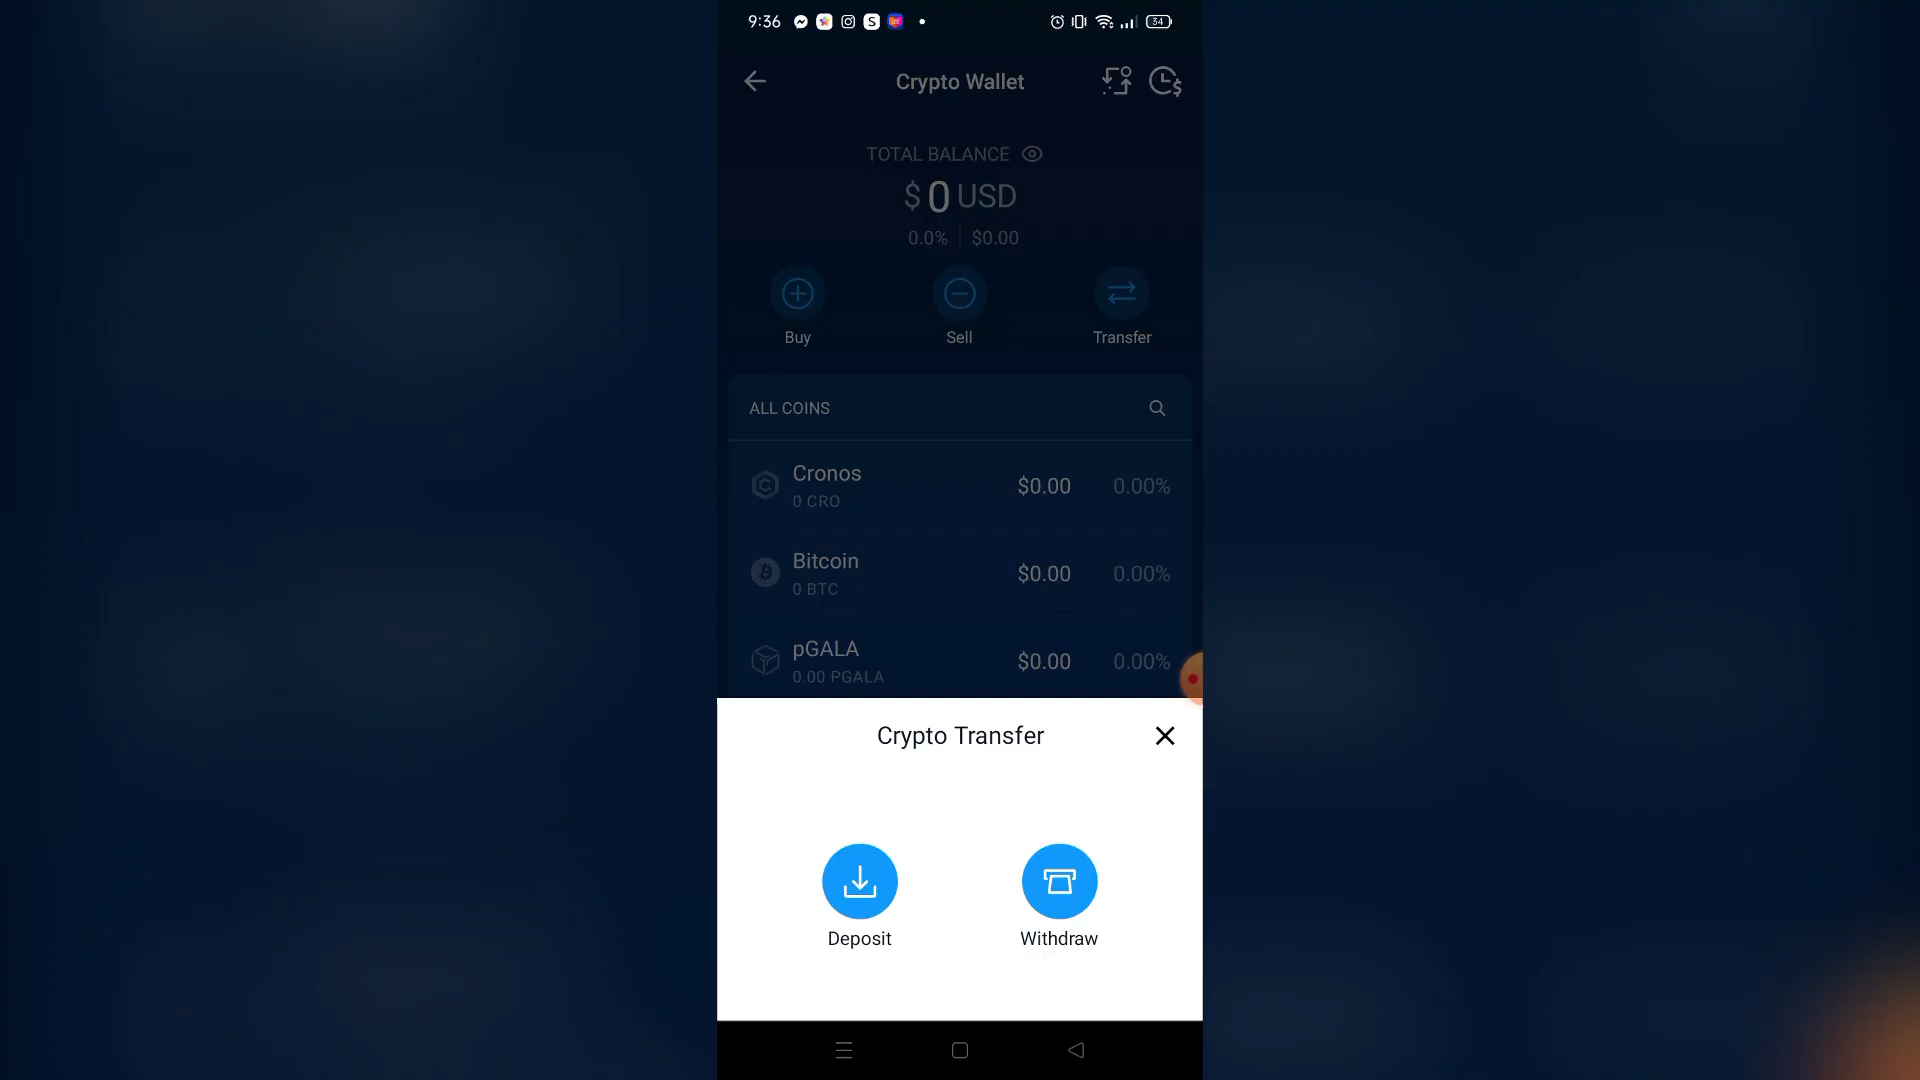 9:36 S 34
Crypto Wallet
TOTAL BALANCE
$ 0 USD
0.0% $0.00
Buy Sell Transfer
ALL COINS
Cronos $0.00 0.00%
0 CRO
Bitcoin $0.00 0.00%
0 BTC
pGALA $0.00 0.00%
0.00 PGALA
Crypto Transfer
Deposit Withdraw